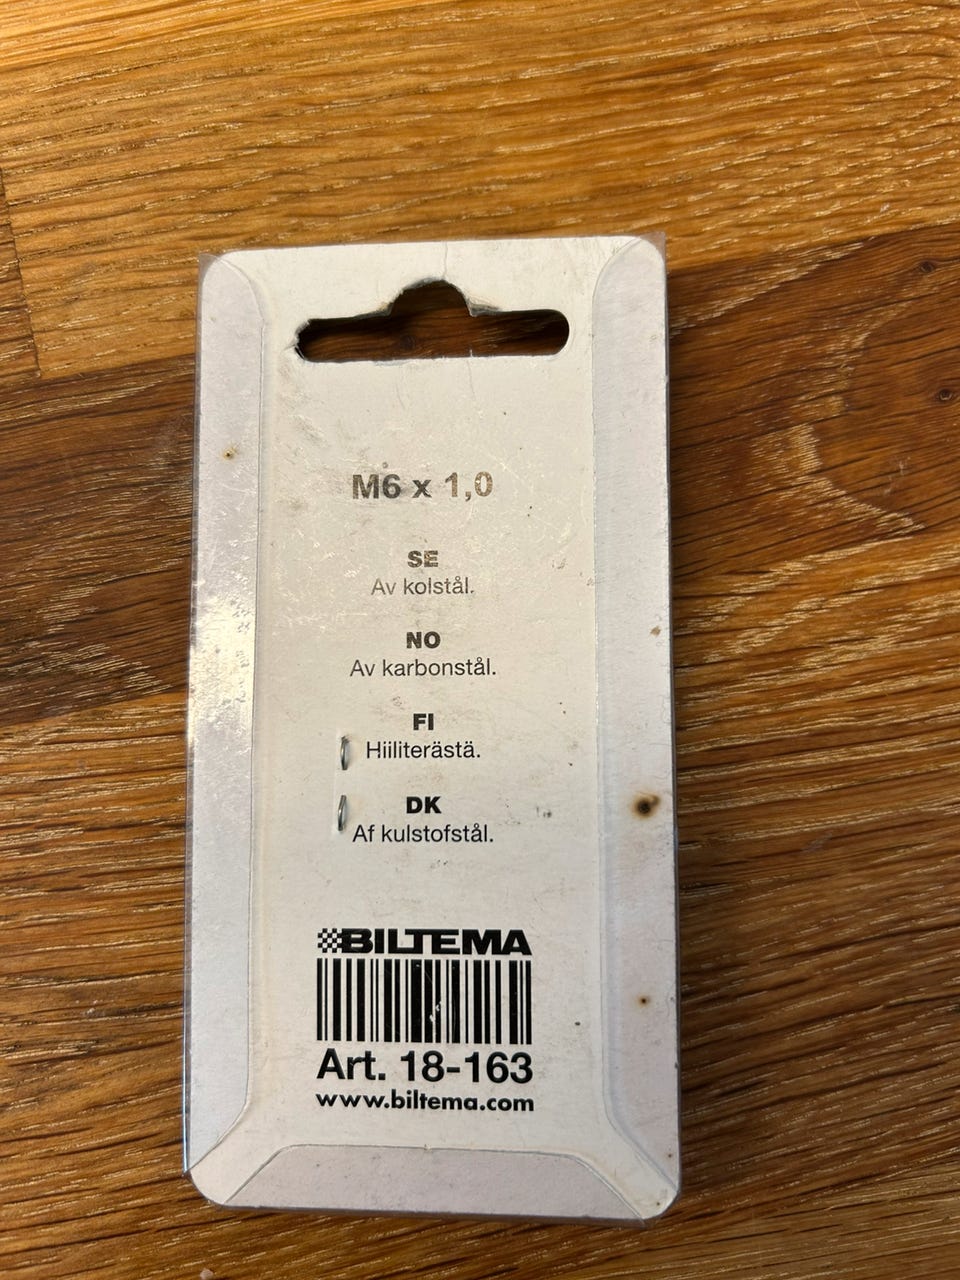 M6 x 1,0
SE
Av kolstål.
NO
Av karbonstål.
FI
Hiiliterästä.
DK
Af kulstofstål.
BILTEMA
Art. 18-163
www.biltema.com